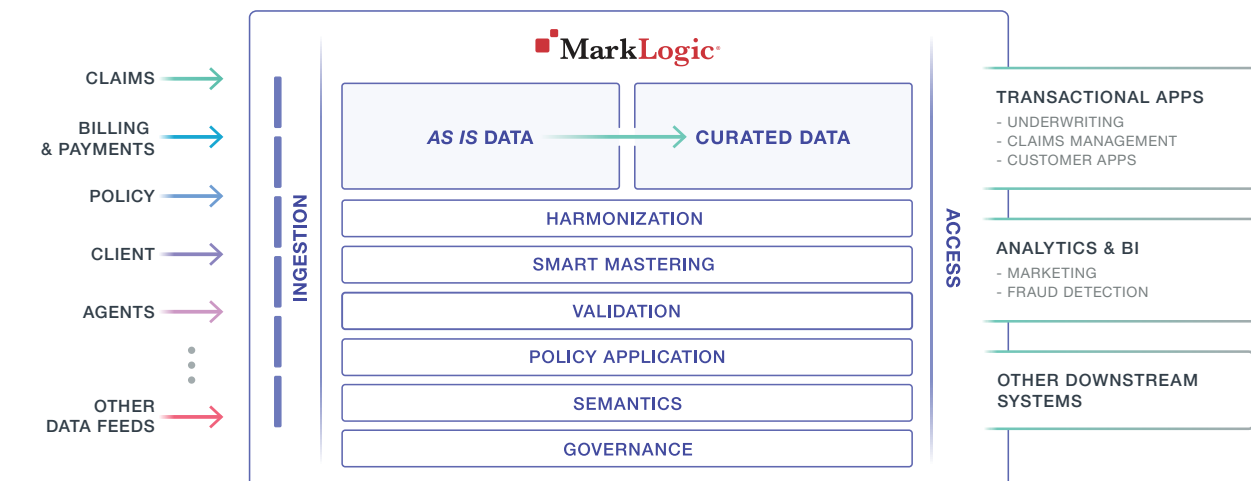 MarkLogic
CLAIMS
BILLING
& PAYMENTS
POLICY
CLIENT
AGENTS
OTHER
DATA FEEDS
INGESTION
AS IS DATA
CURATED DATA
HARMONIZATION
SMART MASTERING
VALIDATION
POLICY APPLICATION
SEMANTICS
GOVERNANCE
ACCESS
TRANSACTIONAL APPS
- UNDERWRITING
- CLAIMS MANAGEMENT
- CUSTOMER APPS
ANALYTICS & BI
- MARKETING
- FRAUD DETECTION
OTHER DOWNSTREAM
SYSTEMS